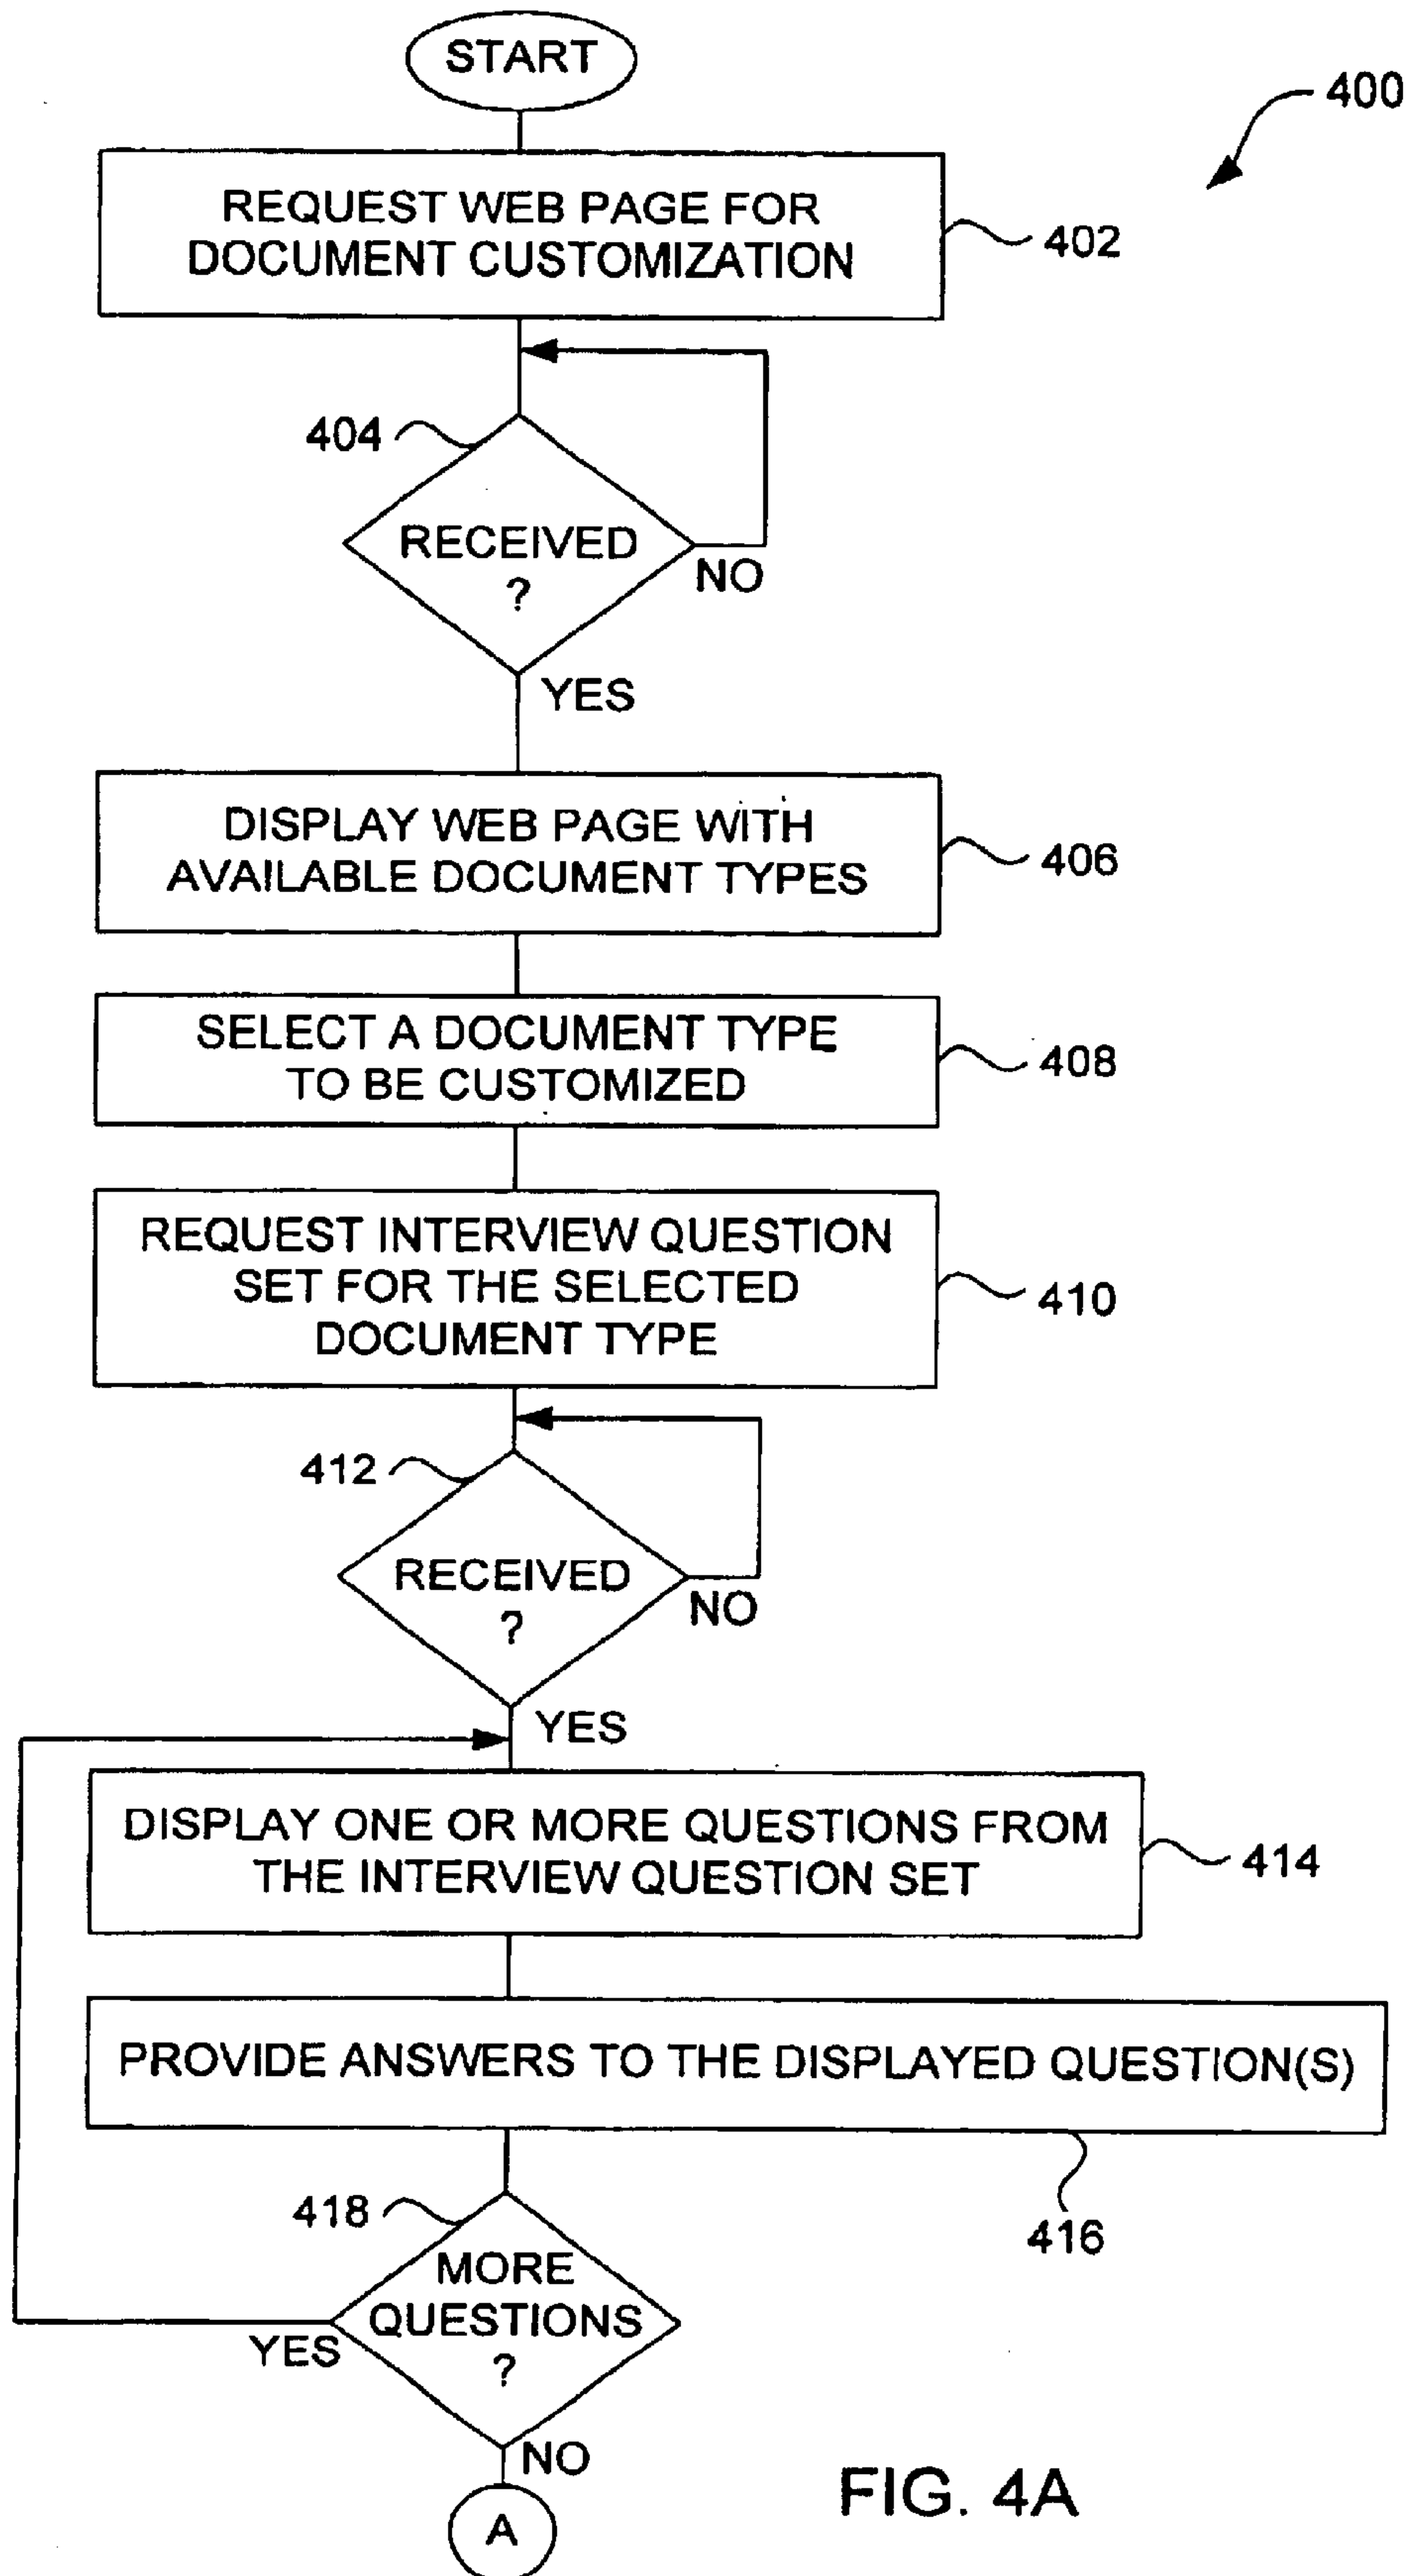 START
400
REQUEST WEB PAGE FOR
DOCUMENT CUSTOMIZATION
402
404
RECEIVED
?
NO
YES
DISPLAY WEB PAGE WITH
AVAILABLE DOCUMENT TYPES
406
SELECT A DOCUMENT TYPE
TO BE CUSTOMIZED
408
REQUEST INTERVIEW QUESTION
SET FOR THE SELECTED
DOCUMENT TYPE
410
412
RECEIVED
?
NO
YES
DISPLAY ONE OR MORE QUESTIONS FROM
THE INTERVIEW QUESTION SET
414
PROVIDE ANSWERS TO THE DISPLAYED QUESTION(S)
416
418
MORE
QUESTIONS
?
YES
NO
A
FIG. 4A